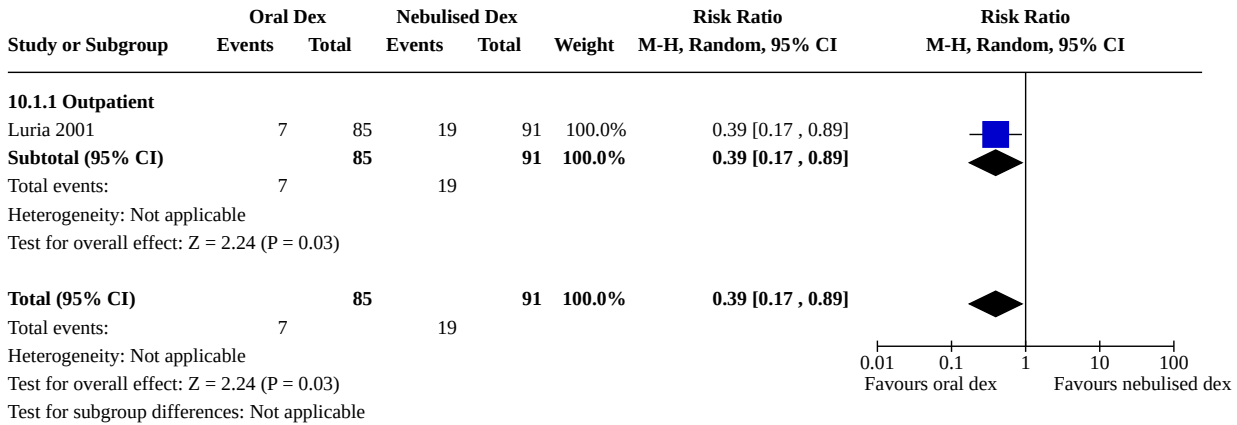 Oral Dex Nebulised Dex Risk Ratio Risk Ratio
Study or Subgroup Events Total Events Total Weight M-H, Random, 95% CI M-H, Random, 95% CI
10.1.1 Outpatient
Luria 2001 7 85 19 91 100.0% 0.39 [0.17 , 0.89]
Subtotal (95% CI) 85 91 100.0% 0.39 [0.17 , 0.89]
Total events: 7 19
Heterogeneity: Not applicable
Test for overall effect: Z = 2.24 (P = 0.03)
Total (95% CI) 85 91 100.0% 0.39 [0.17 , 0.89]
Total events: 7 19
Heterogeneity: Not applicable
Test for overall effect: Z = 2.24 (P = 0.03)
Test for subgroup differences: Not applicable
0.01 0.1 1 10 100
Favours oral dex Favours nebulised dex